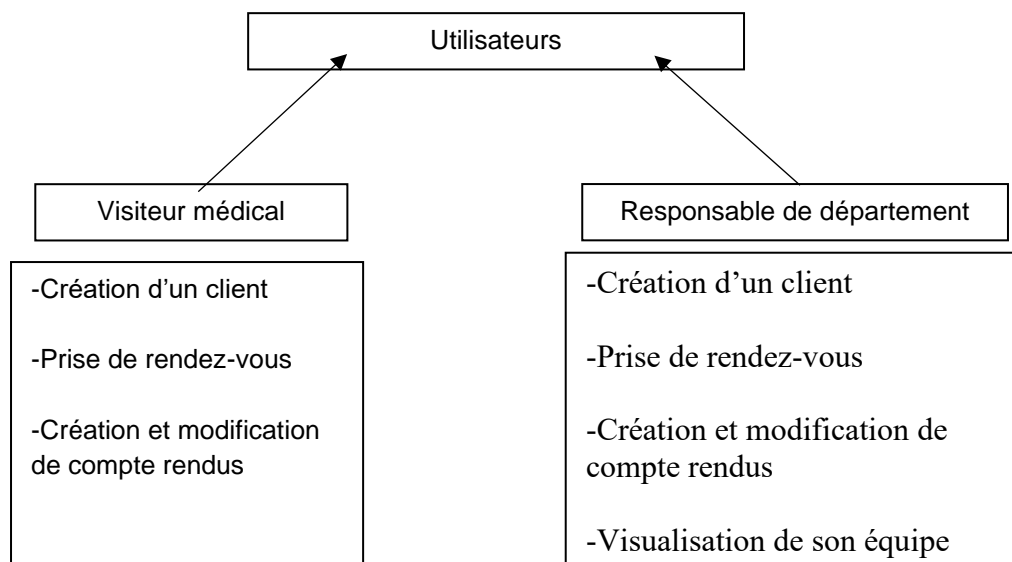 Utilisateurs
Visiteur médical
Responsable de département
-Création d’un client
-Prise de rendez-vous
-Création et modification
de compte rendus
-Création d’un client
-Prise de rendez-vous
-Création et modification de
compte rendus
-Visualisation de son équipe